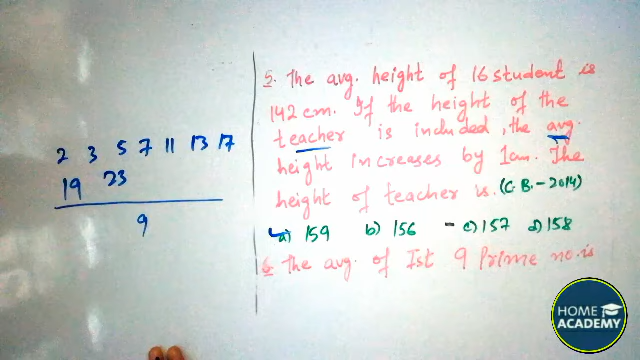 2 3 5 7 11 13 17
19 23
9
5. The avg. height of 16 student is
142 cm. If the height of the
teacher is included, the avg.
height increases by 1cm. The
height of teacher is. (C.B.-2014)
a) 159 b) 156 c) 157 d) 158
6. The avg. of Ist 9 Prime no. is
HOME
ACADEMY